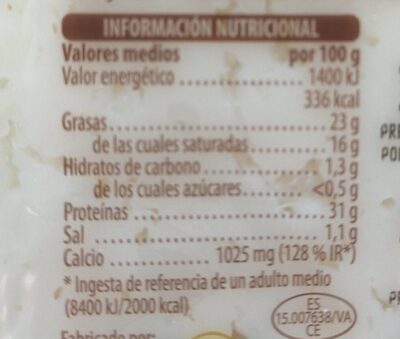 INFORMACIÓN NUTRICIONAL
Valores medios por 100 g
Valor energético .............. 1400 kJ
336 kcal
Grasas .............................. 23 g
de las cuales saturadas ......... 16 g
Hidratos de carbono ............ 1,3 g
de los cuales azúcares ........ <0,5 g
Proteínas ........................... 31 g
Sal .................................... 1,1 g
Calcio .............. 1025 mg (128 % IR*)
* Ingesta de referencia de un adulto medio
(8400 kJ/2000 kcal)
ES
15.007638/VA
CE
Fabricado por: